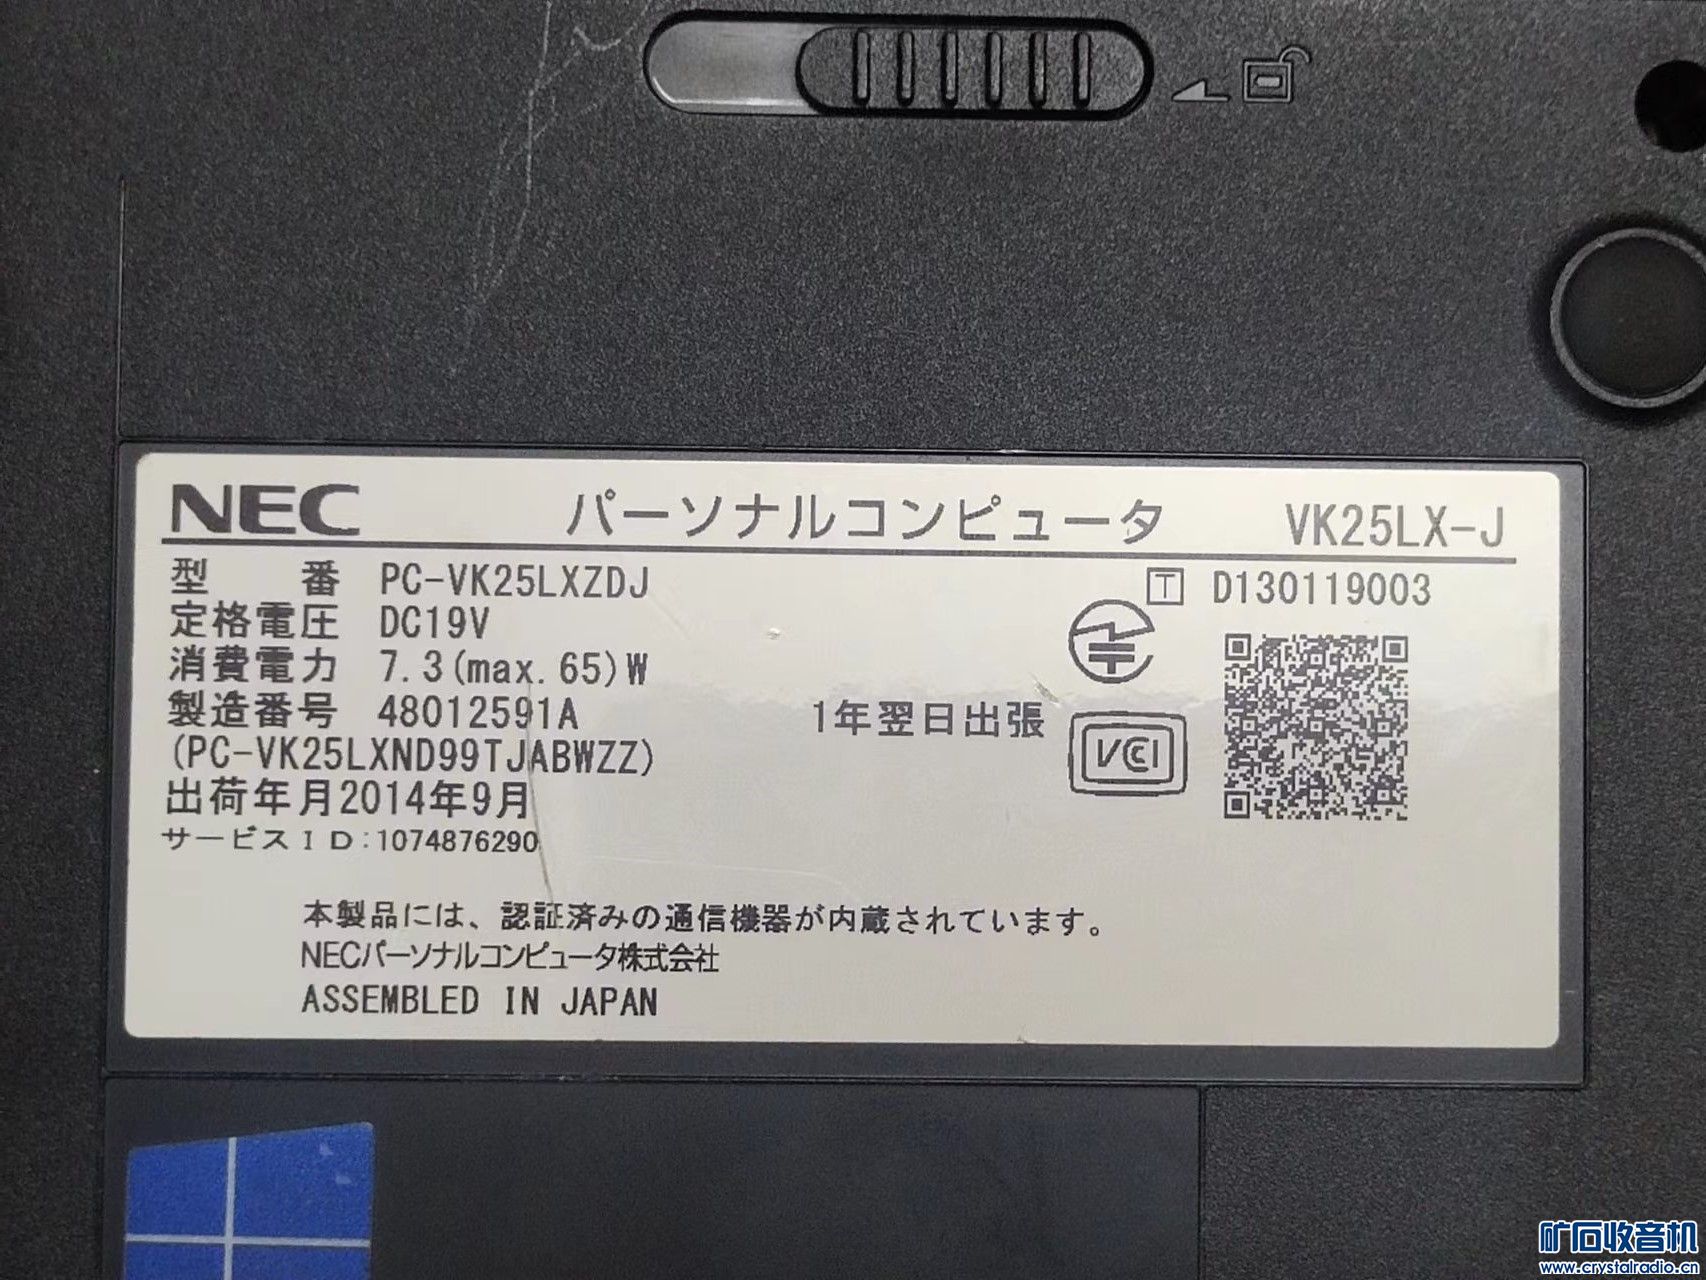 NEC パーソナルコンピュータ VK25LX-J
型 番 PC-VK25LXZDJ
T D130119003
定格電圧 DC19V
消費電力 7.3(max.65)W
製造番号 48012591A
1年翌日出張
VCCI
(PC-VK25LXND99TJABWZZ)
出荷年月2014年9月
サービスID:1074876290
本製品には、認証済みの通信機器が内蔵されています。
NECパーソナルコンピュータ株式会社
ASSEMBLED IN JAPAN
矿石收音机
www.crystalradio.cn